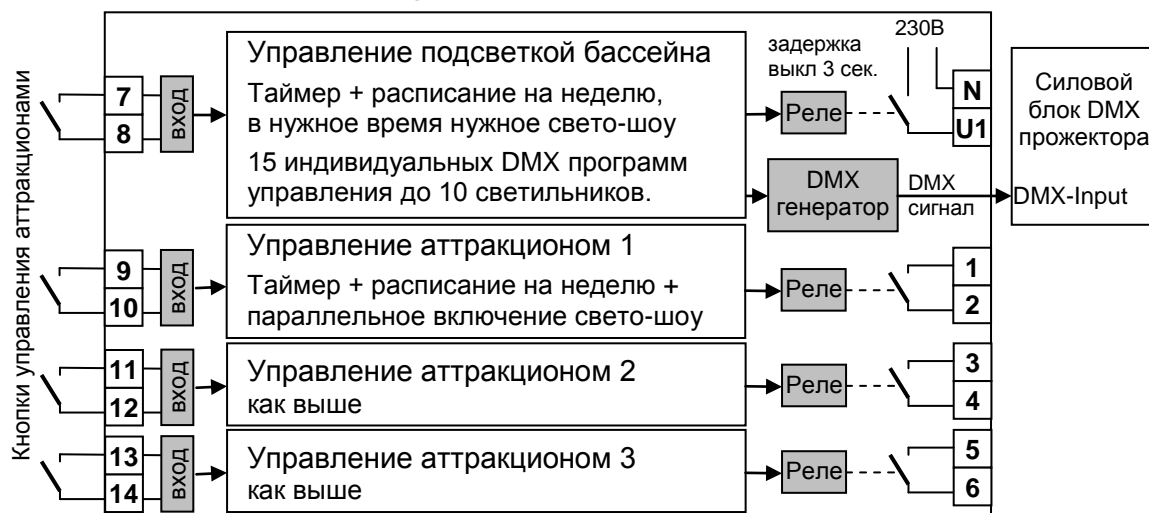 Кнопки управления аттракционами
7
8
вход
Управление подсветкой бассейна
Таймер + расписание на неделю,
в нужное время нужное свето-шоу
15 индивидуальных DMX программ
управления до 10 светильников.
задержка
выкл 3 сек.
Реле
230В
N
U1
DMX
генератор
DMX
сигнал
Силовой
блок DMX
прожектора
DMX-Input
9
10
вход
Управление аттракционом 1
Таймер + расписание на неделю +
параллельное включение свето-шоу
Реле
1
2
11
12
вход
Управление аттракционом 2
как выше
Реле
3
4
13
14
вход
Управление аттракционом 3
как выше
Реле
5
6